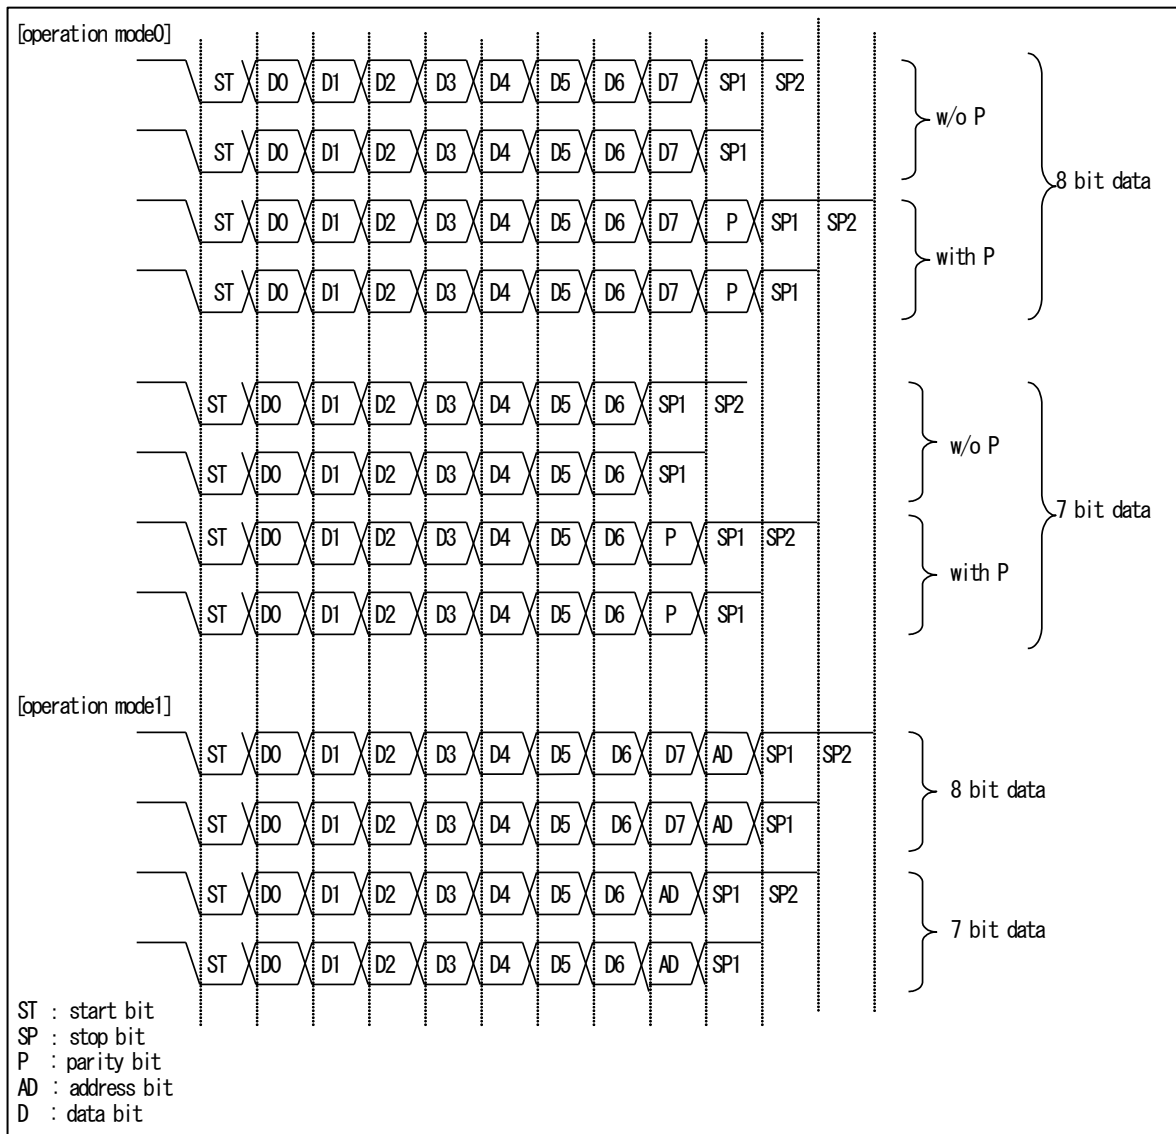 [operation mode0]
ST D0 D1 D2 D3 D4 D5 D6 D7 SP1 SP2
w/o P
ST D0 D1 D2 D3 D4 D5 D6 D7 SP1
8 bit data
ST D0 D1 D2 D3 D4 D5 D6 D7 P SP1 SP2
with P
ST D0 D1 D2 D3 D4 D5 D6 D7 P SP1
ST D0 D1 D2 D3 D4 D5 D6 SP1 SP2
w/o P
ST D0 D1 D2 D3 D4 D5 D6 SP1
7 bit data
ST D0 D1 D2 D3 D4 D5 D6 P SP1 SP2
with P
ST D0 D1 D2 D3 D4 D5 D6 P SP1
[operation mode1]
ST D0 D1 D2 D3 D4 D5 D6 D7 AD SP1 SP2
8 bit data
ST D0 D1 D2 D3 D4 D5 D6 D7 AD SP1
ST D0 D1 D2 D3 D4 D5 D6 AD SP1 SP2
7 bit data
ST D0 D1 D2 D3 D4 D5 D6 AD SP1
ST : start bit
SP : stop bit
P : parity bit
AD : address bit
D : data bit